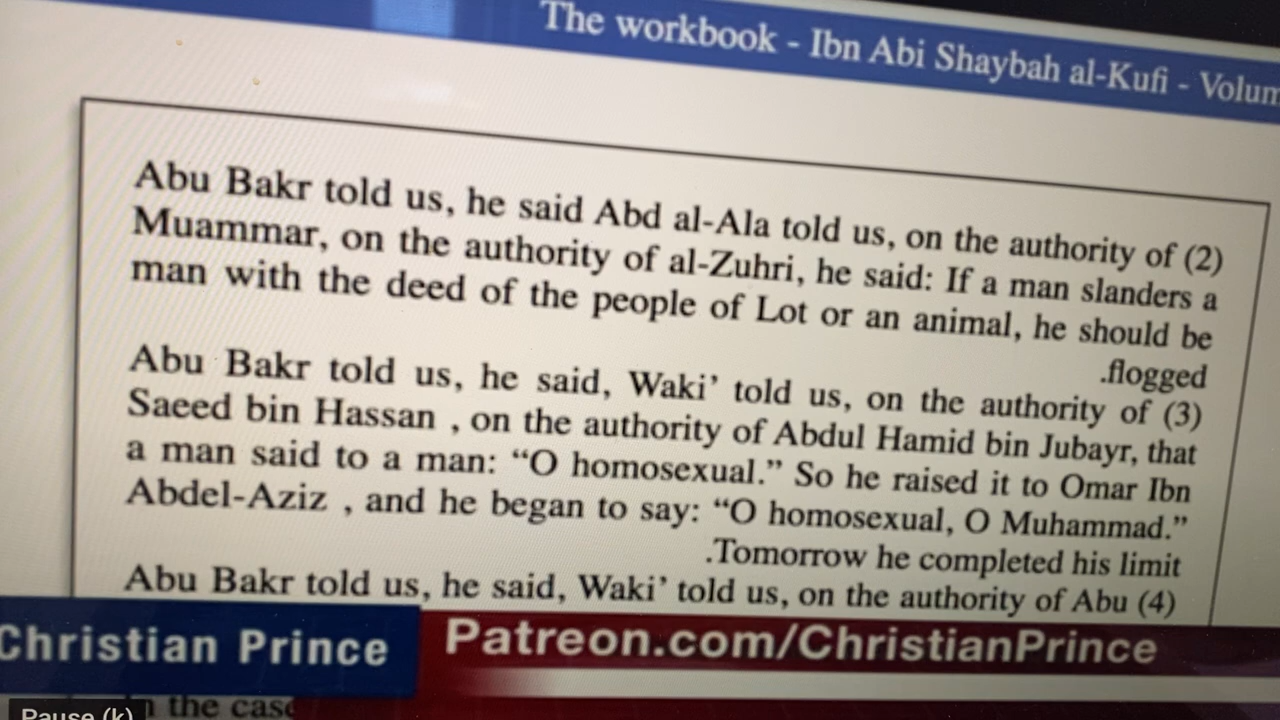 The workbook - Ibn Abi Shaybah al-Kufi - Volum
Abu Bakr told us, he said Abd al-Ala told us, on the authority of (2)
Muammar, on the authority of al-Zuhri, he said: If a man slanders a
man with the deed of the people of Lot or an animal, he should be
.flogged
Abu Bakr told us, he said, Waki’ told us, on the authority of (3)
Saeed bin Hassan , on the authority of Abdul Hamid bin Jubayr, that
a man said to a man: “O homosexual.” So he raised it to Omar Ibn
Abdel-Aziz , and he began to say: “O homosexual, O Muhammad.”
.Tomorrow he completed his limit
Abu Bakr told us, he said, Waki’ told us, on the authority of Abu (4)
Christian Prince
Patreon.com/ChristianPrince
the case
Pause (k)